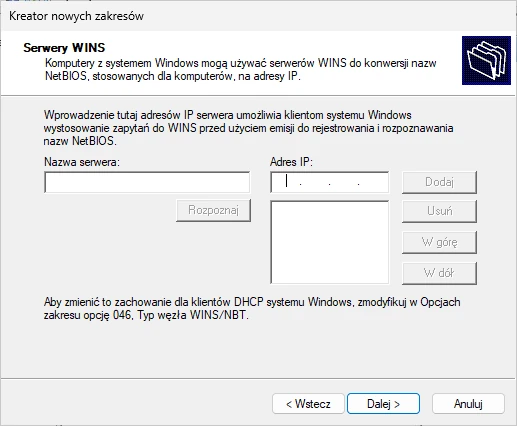 Kreator nowych zakresów
Serwery WINS
Komputery z systemem Windows mogą używać serwerów WINS do konwersji nazw
NetBIOS, stosowanych dla komputerów, na adresy IP.
Wprowadzenie tutaj adresów IP serwera umożliwia klientom systemu Windows
wystosowanie zapytań do WINS przed użyciem emisji do rejestrowania i rozpoznawania
nazw NetBIOS.
Nazwa serwera:
Adres IP:
Dodaj
Rozpoznaj
Usuń
W górę
W dół
Aby zmienić to zachowanie dla klientów DHCP systemu Windows, zmodyfikuj w Opcjach
zakresu opcję 046, Typ węzła WINS/NBT.
< Wstecz
Dalej >
Anuluj